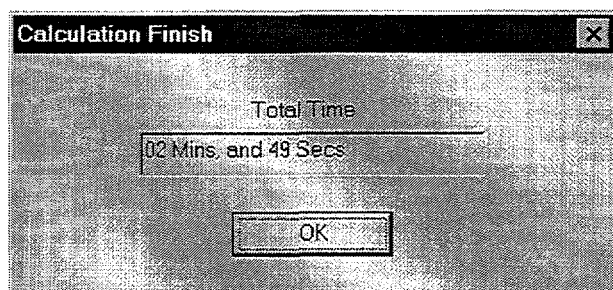 Calculation Finish
Total Time
02 Mins, and 49 Secs
OK